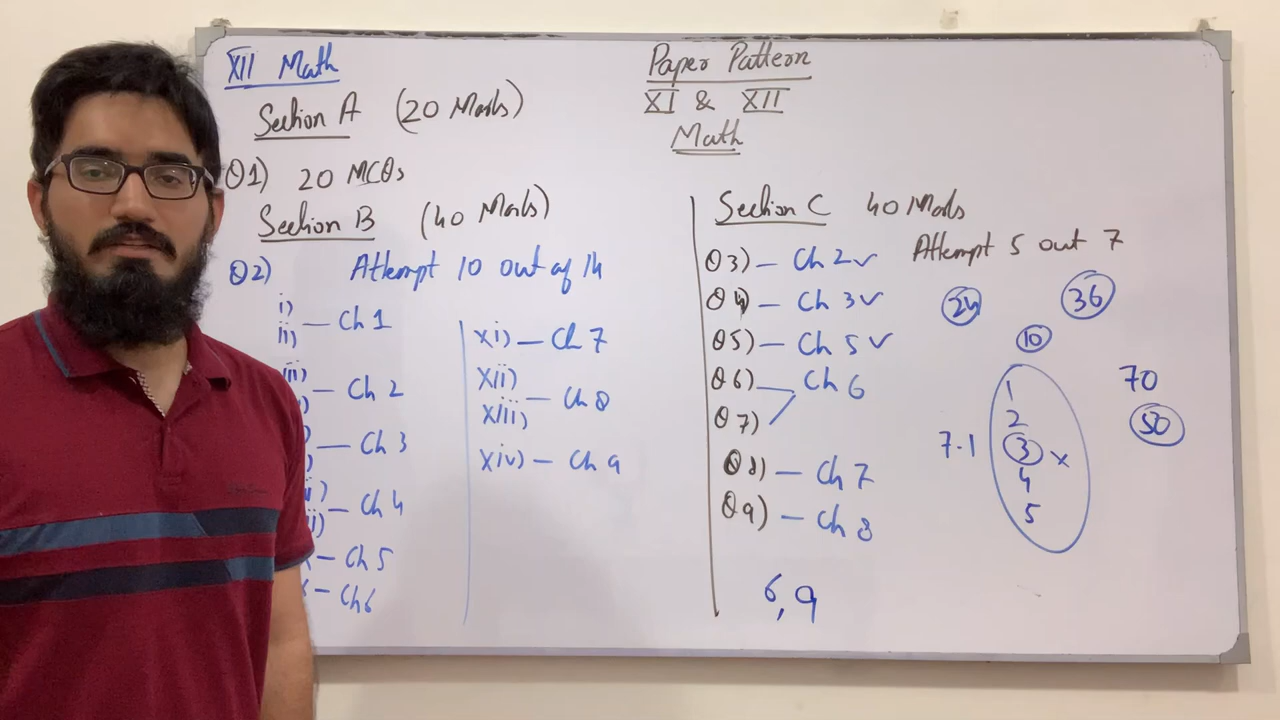 XII Math
Section A (20 Marks)
Q1) 20 MCQs
Section B (40 Marks)
Q2) Attempt 10 out of 14
i)
ii) — Ch 1
iii)
— Ch 2
— Ch 3
— Ch 4
— Ch 5
— Ch 6
xi) — Ch 7
xii)
xiii) — Ch 8
xiv) — Ch 9
Paper Pattern
XI & XII
Math
Section C 40 Marks
Attempt 5 out 7
Q3) — Ch 2 ✓
Q4) — Ch 3 ✓
Q5) — Ch 5 ✓
Q6) — Ch 6
Q7)
Q8) — Ch 7
Q9) — Ch 8
6, 9
24
36
10
7.1
1
2
3 x
4
5
70
50